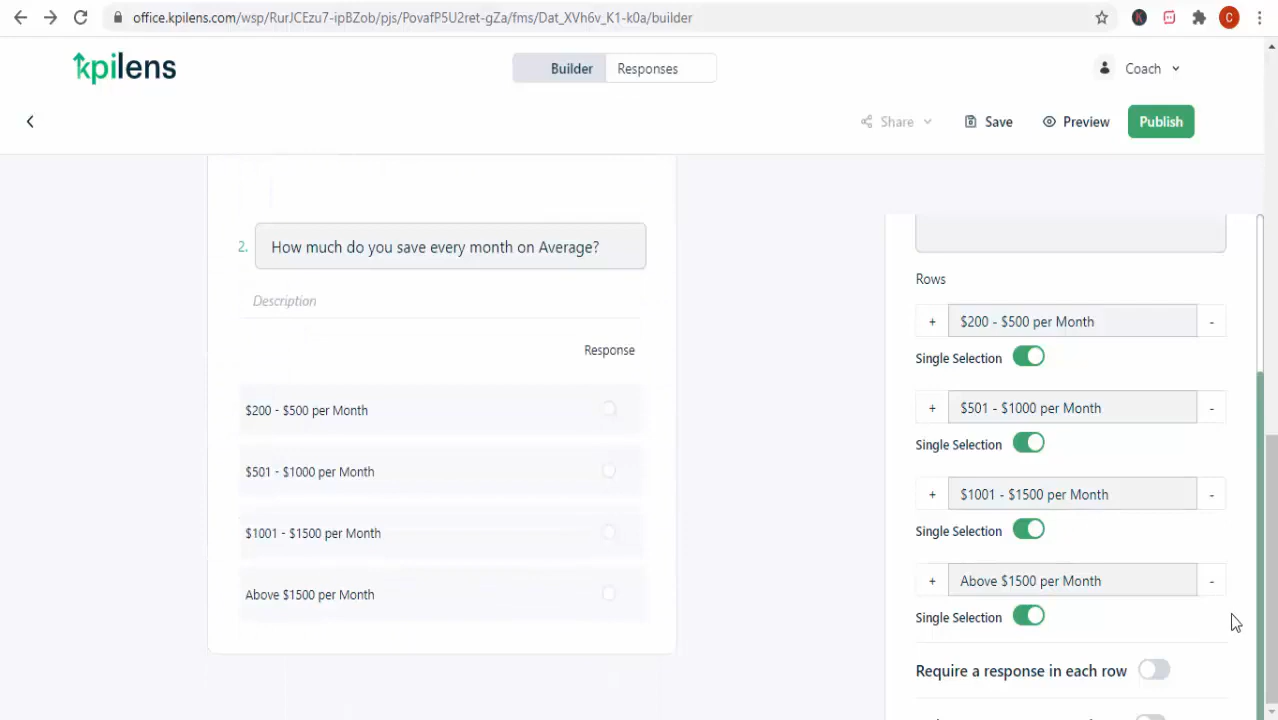 office.kpilens.com/wsp/RurJCEzu7-ipBZob/pjs/PovafP5U2ret-gZa/fms/Dat_XVh6v_K1-k0a/builder
K
C
kpilens
Builder
Responses
Coach
Share
Save
Preview
Publish
2.
How much do you save every month on Average?
Description
Response
$200 - $500 per Month
$501 - $1000 per Month
$1001 - $1500 per Month
Above $1500 per Month
Rows
+ $200 - $500 per Month -
Single Selection
+ $501 - $1000 per Month -
Single Selection
+ $1001 - $1500 per Month -
Single Selection
+ Above $1500 per Month -
Single Selection
Require a response in each row